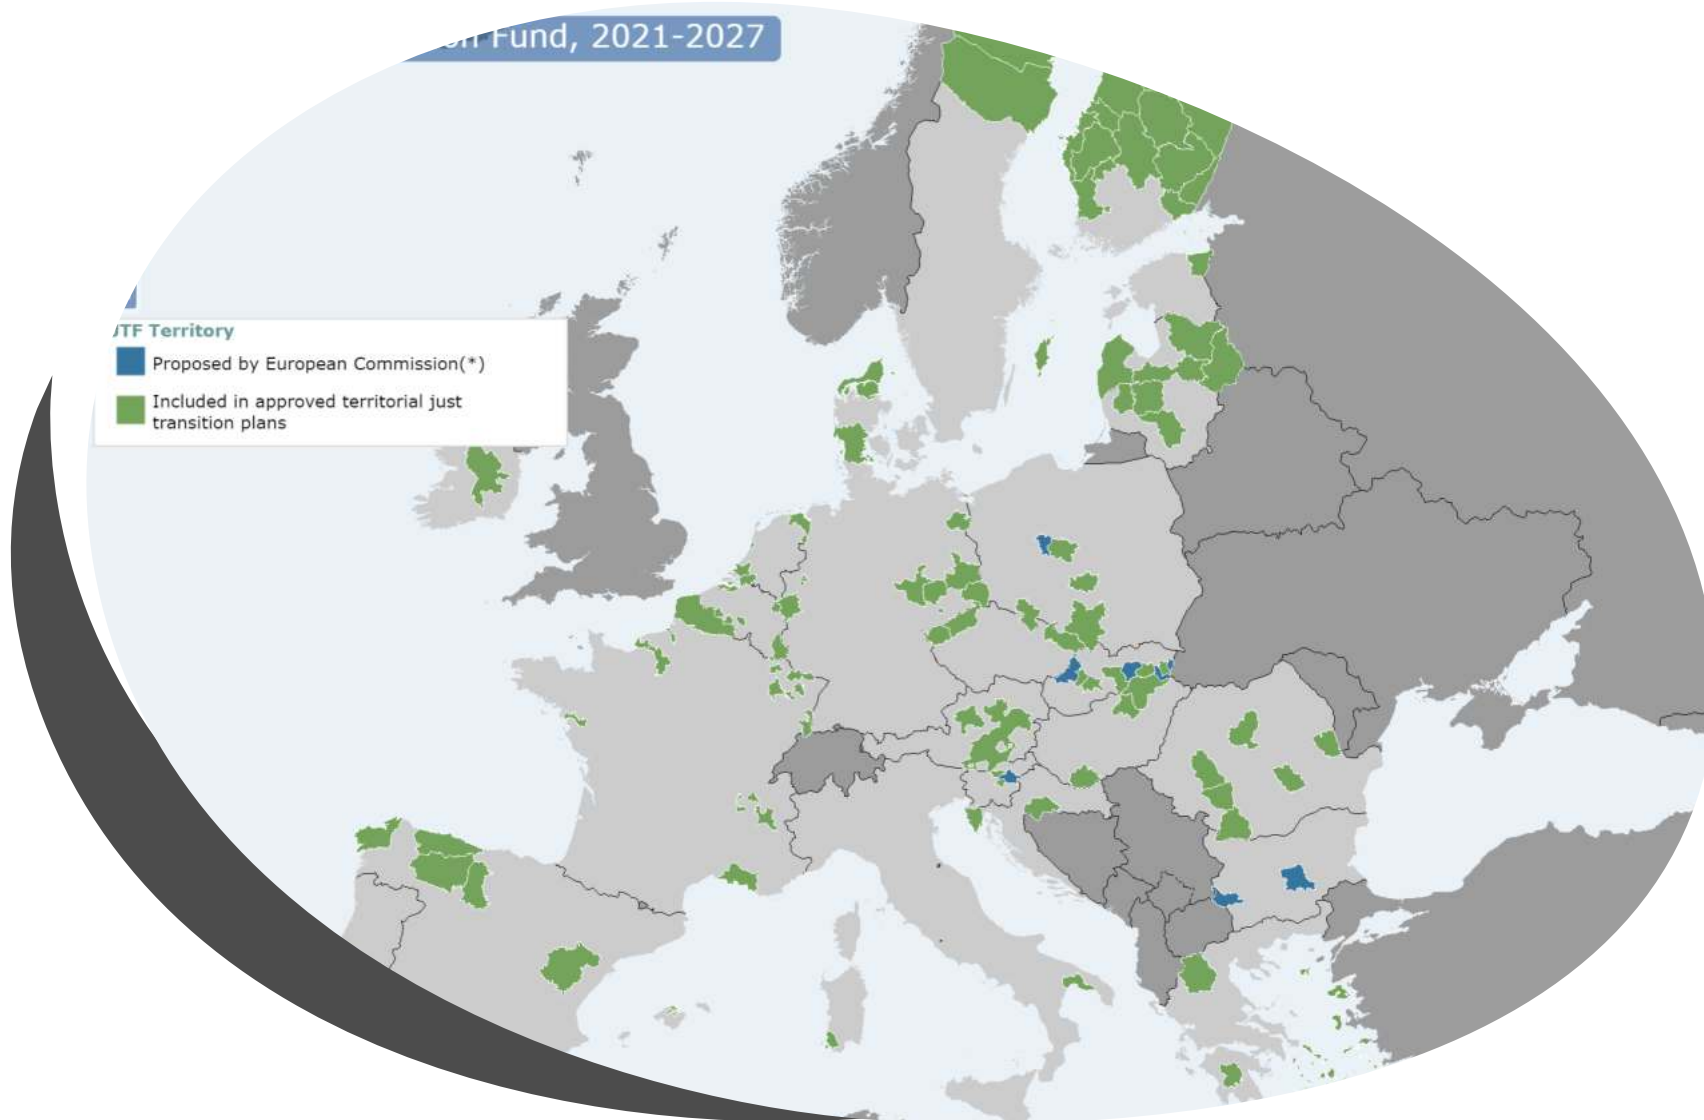 Fund, 2021-2027
JTF Territory
Proposed by European Commission(*)
Included in approved territorial just
transition plans